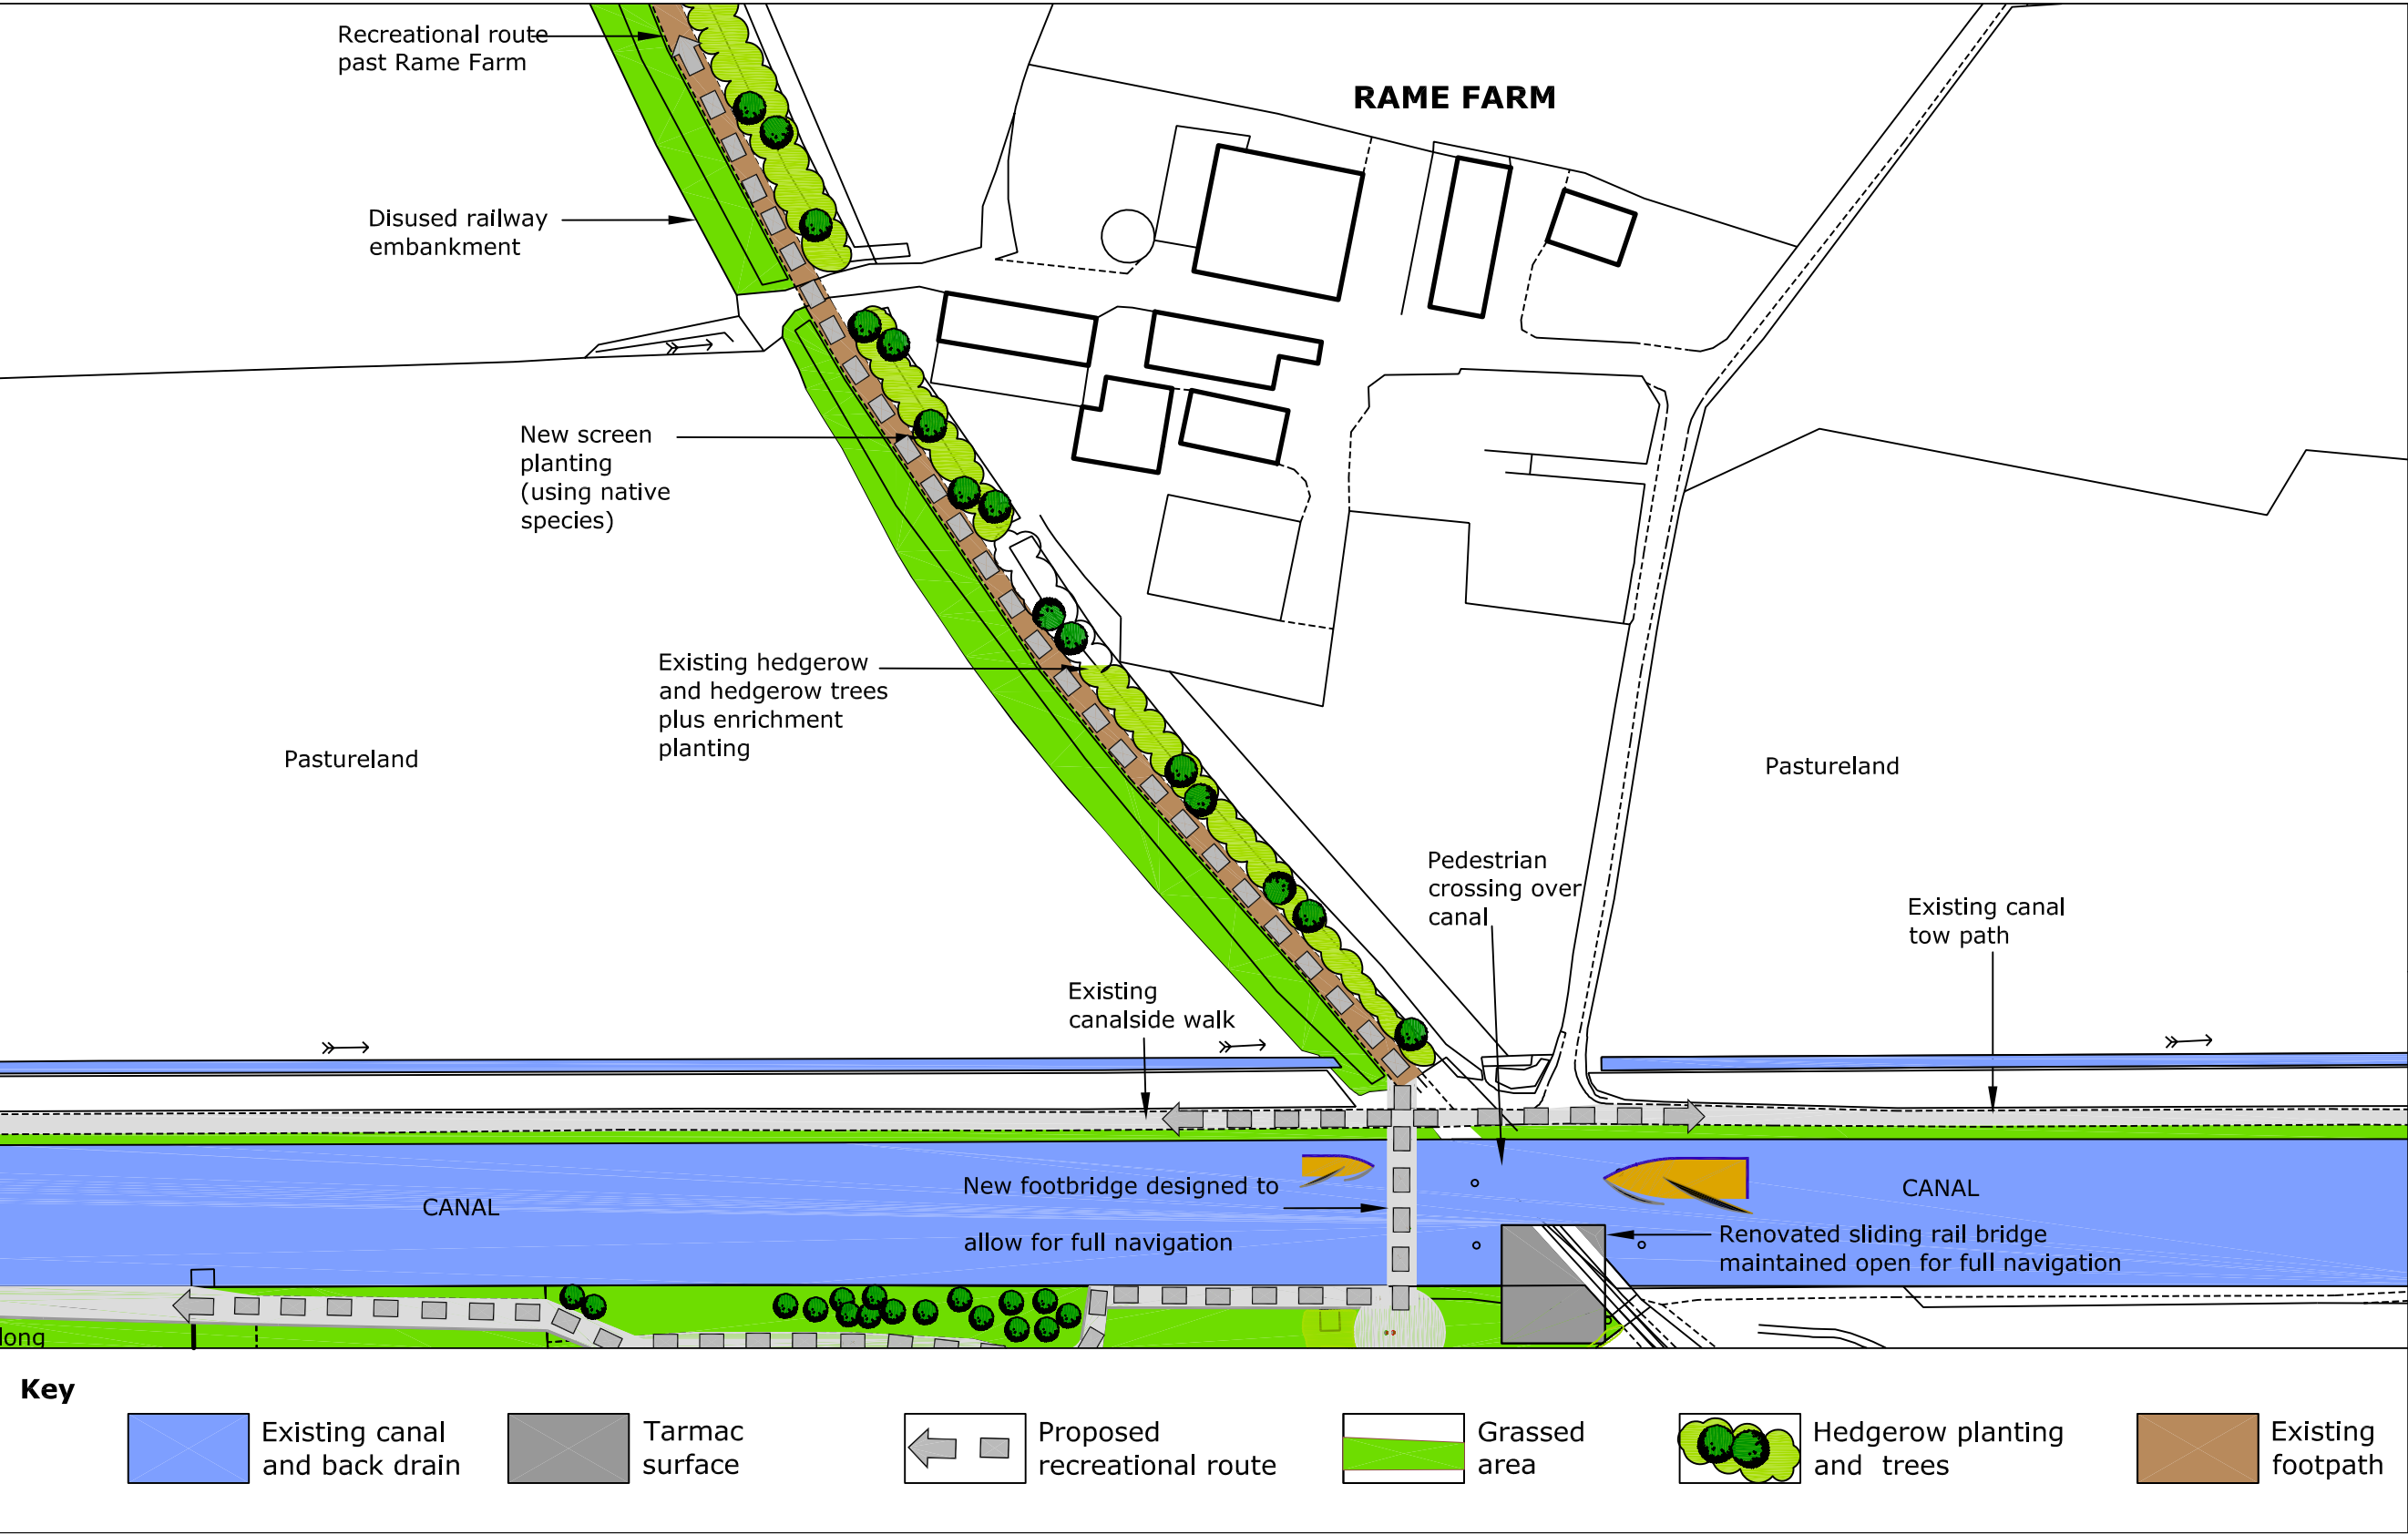 Recreational route
past Rame Farm
RAME FARM
Disused railway
embankment
New screen
planting
(using native
species)
Existing hedgerow
and hedgerow trees
plus enrichment
planting
Pastureland
Pastureland
Pedestrian
crossing over
canal
Existing canal
tow path
Existing
canalside walk
New footbridge designed to
allow for full navigation
CANAL
CANAL
Renovated sliding rail bridge
maintained open for full navigation
long
Key
Existing canal
and back drain
Tarmac
surface
Proposed
recreational route
Grassed
area
Hedgerow planting
and trees
Existing
footpath